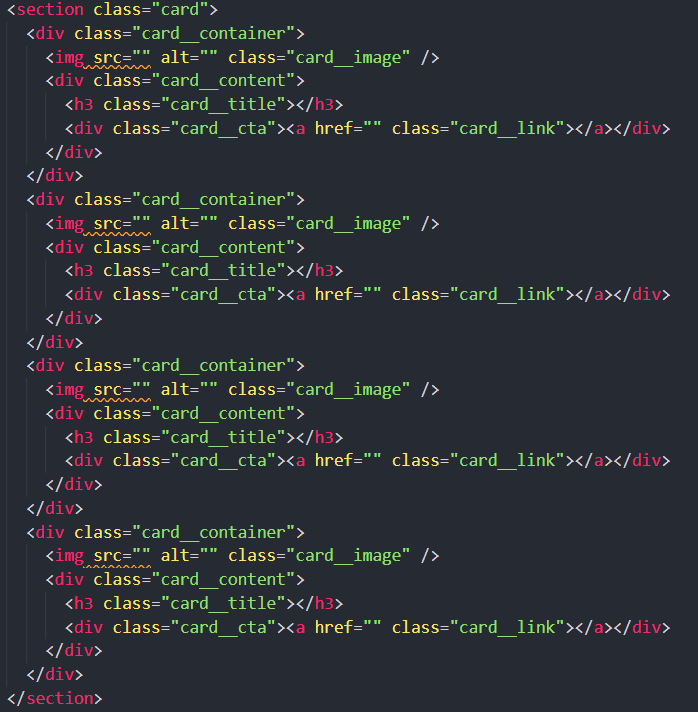 <section class="card">
<div class="card__container">
<img src="" alt="" class="card__image" />
<div class="card__content">
<h3 class="card__title"></h3>
<div class="card__cta"><a href="" class="card__link"></a></div>
</div>
</div>
<div class="card__container">
<img src="" alt="" class="card__image" />
<div class="card__content">
<h3 class="card__title"></h3>
<div class="card__cta"><a href="" class="card__link"></a></div>
</div>
</div>
<div class="card__container">
<img src="" alt="" class="card__image" />
<div class="card__content">
<h3 class="card__title"></h3>
<div class="card__cta"><a href="" class="card__link"></a></div>
</div>
</div>
<div class="card__container">
<img src="" alt="" class="card__image" />
<div class="card__content">
<h3 class="card__title"></h3>
<div class="card__cta"><a href="" class="card__link"></a></div>
</div>
</div>
</section>